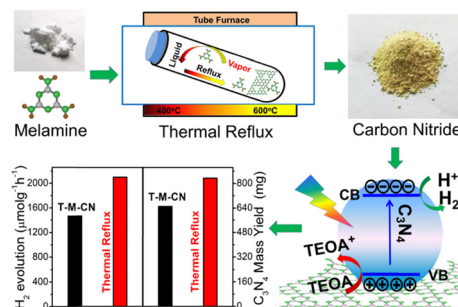 Tube Furnace
Liquid
Vapor
Reflux
400°C 600°C
Melamine
Thermal Reflux
Carbon Nitride
H₂ evolution (μmolg⁻¹h⁻¹)
2000
1600
1200
800
400
0
T-M-CN
Thermal Reflux
T-M-CN
Thermal Reflux
800
640
480
320
160
0
C₃N₄ Mass Yield (mg)
CB
H⁺
H₂
C₃N₄
TEOA⁺
TEOA
VB